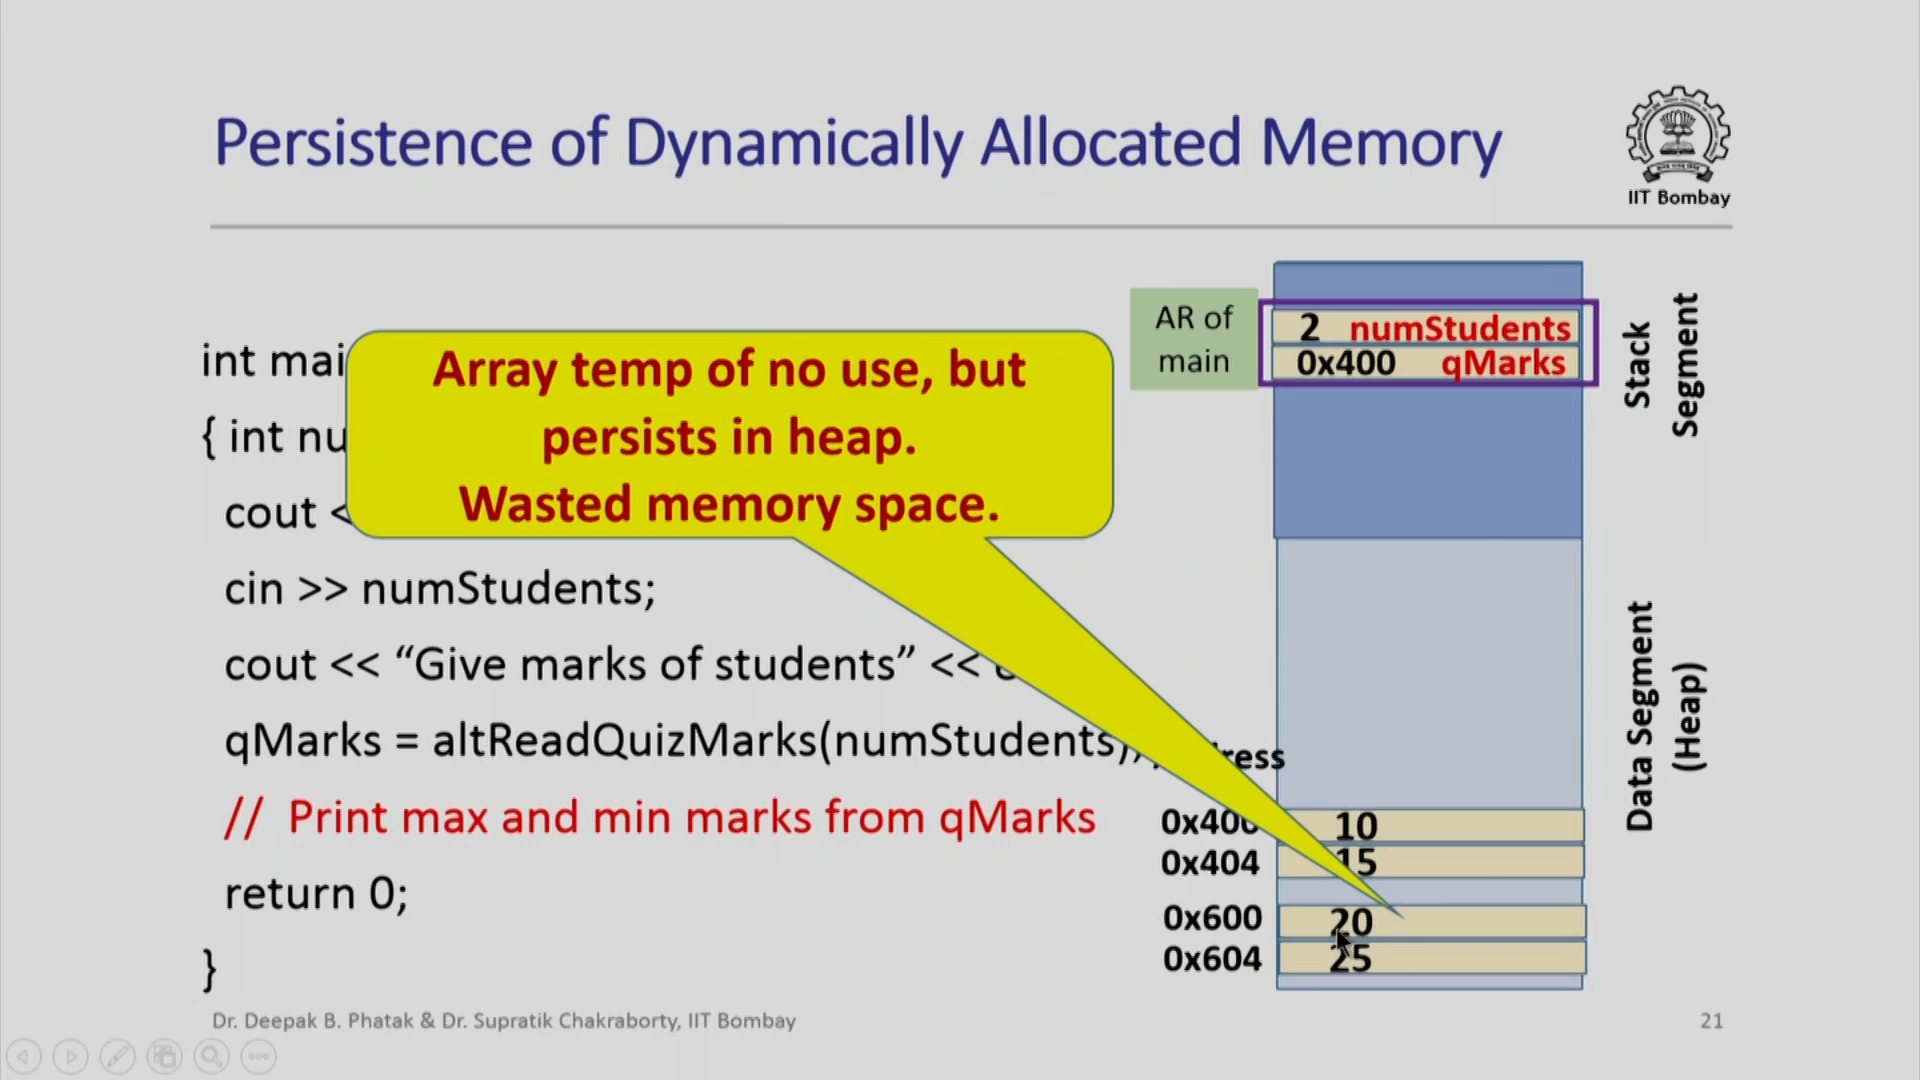 Persistence of Dynamically Allocated Memory
IIT Bombay
int mai
{ int nu
cout <
cin >> numStudents;
cout << “Give marks of students” <<
qMarks = altReadQuizMarks(numStudents);
// Print max and min marks from qMarks
return 0;
}
Array temp of no use, but
persists in heap.
Wasted memory space.
AR of
main
2 numStudents
0x400 qMarks
Stack
Segment
Data Segment
(Heap)
ress
0x400 10
0x404 15
0x600 20
0x604 25
Dr. Deepak B. Phatak & Dr. Supratik Chakraborty, IIT Bombay
21